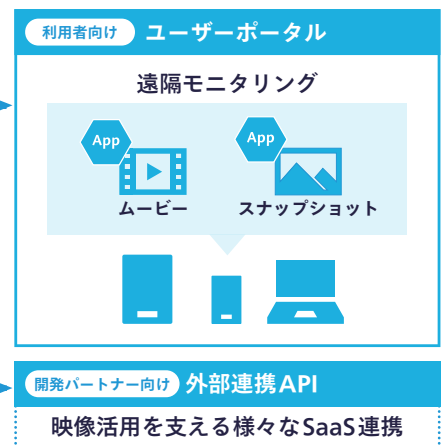 利用者向け ユーザーポータル
遠隔モニタリング
App App
ムービー スナップショット
開発パートナー向け 外部連携API
映像活用を支える様々なSaaS連携